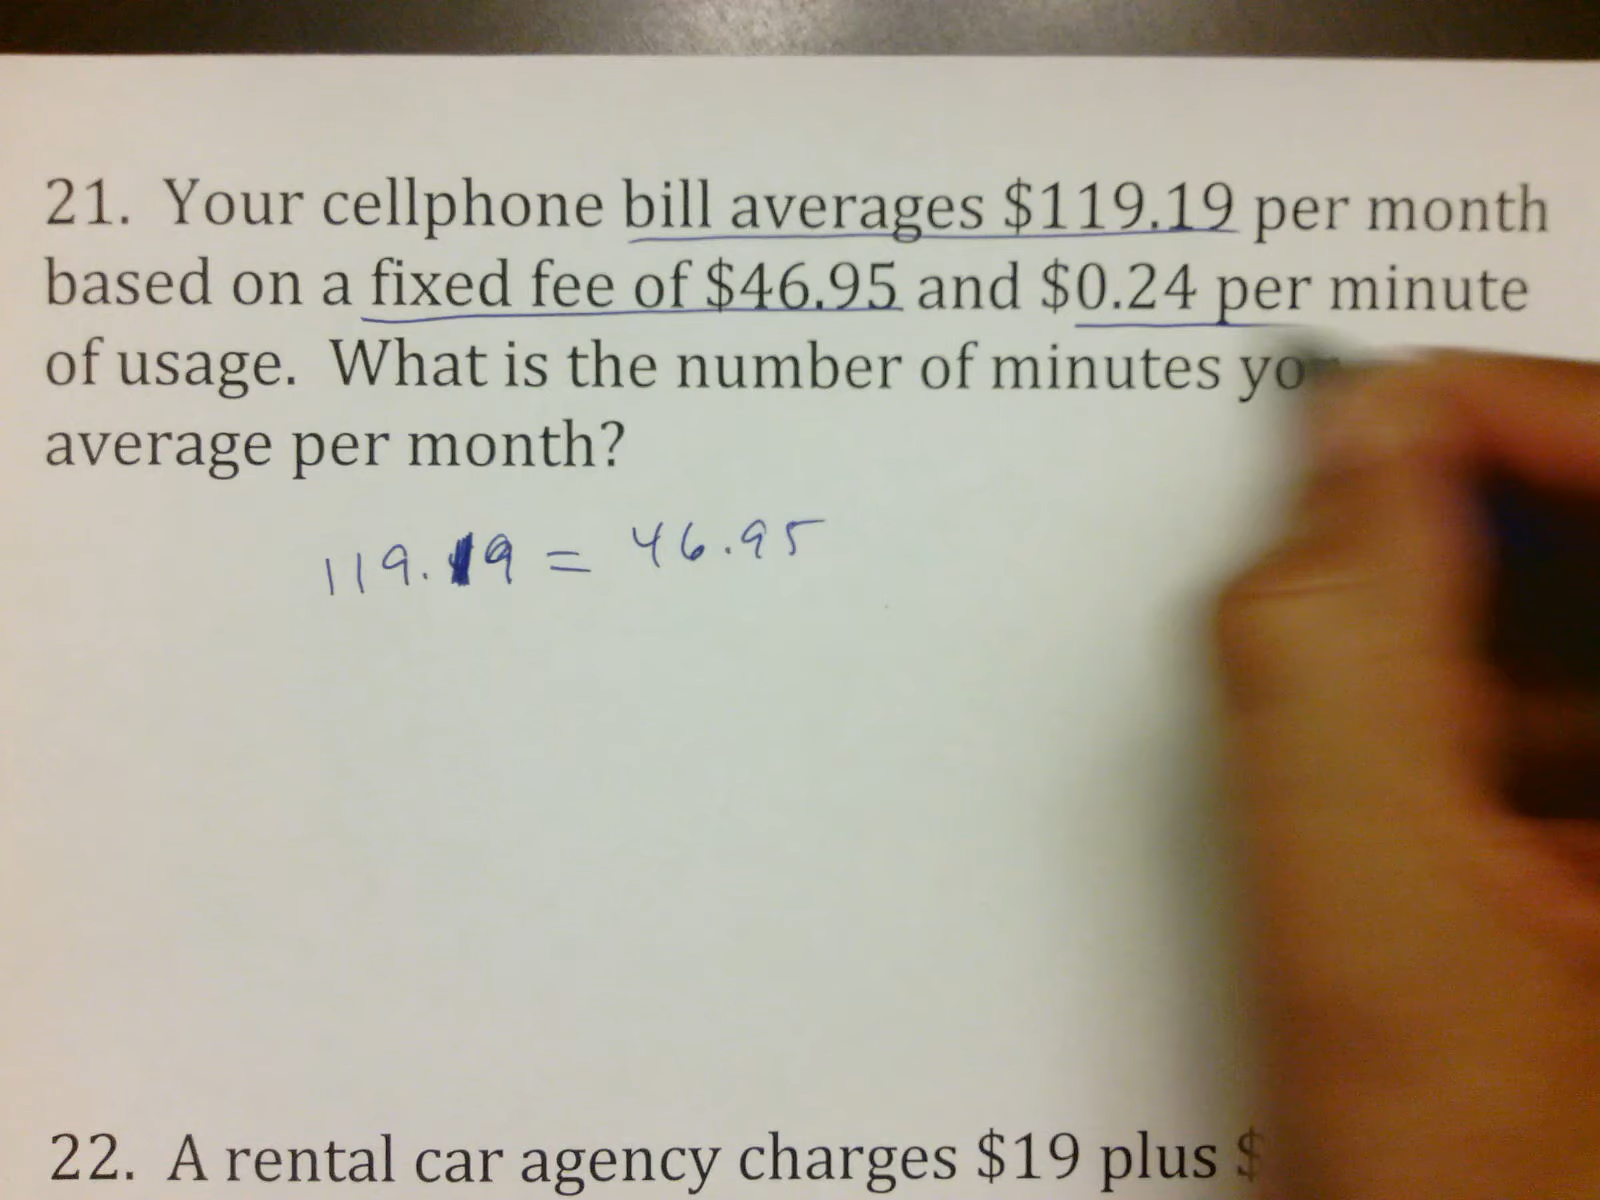 21. Your cellphone bill averages $119.19 per month
based on a fixed fee of $46.95 and $0.24 per minute
of usage. What is the number of minutes
average per month?
119.19 = 46.95
22. A rental car agency charges $19 plus $